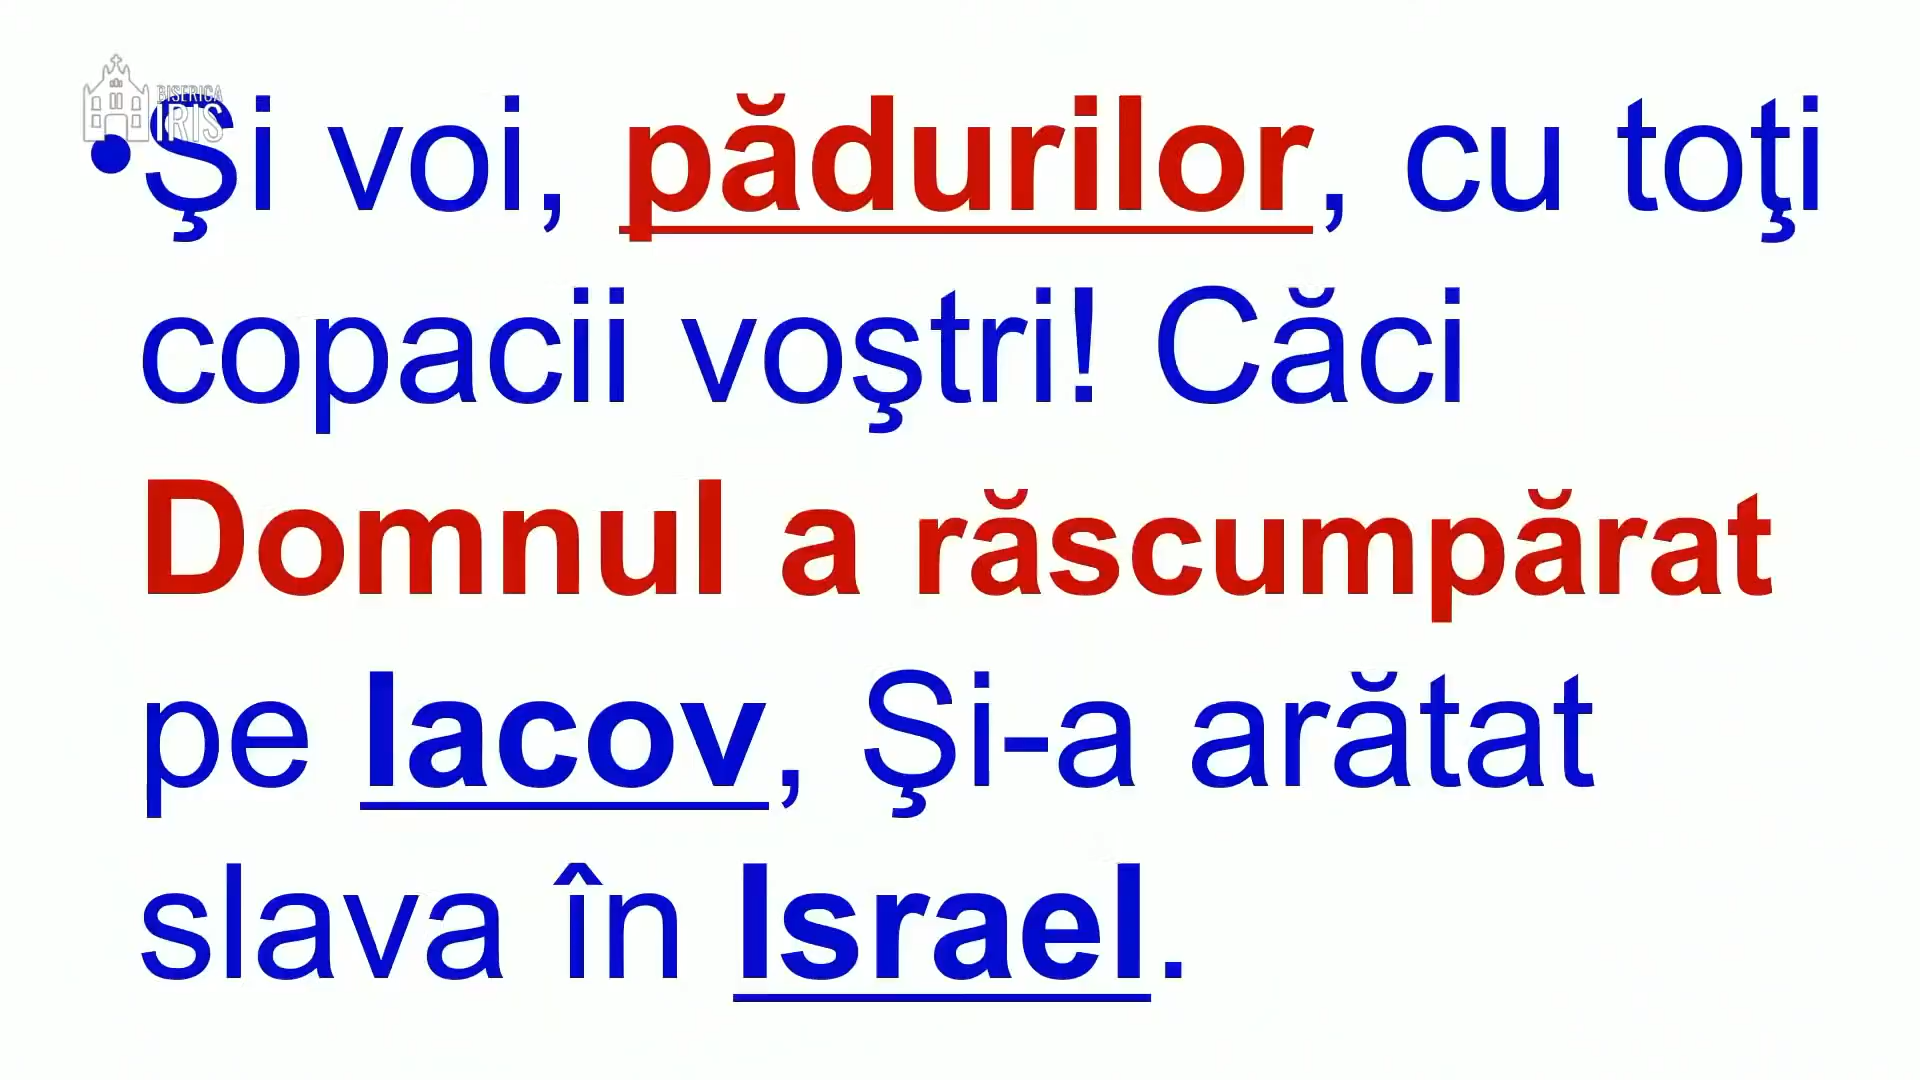 BISERICA
IRIS
•Şi voi, pădurilor, cu toţi
copacii voştri! Căci
Domnul a răscumpărat
pe Iacov, Şi-a arătat
slava în Israel.